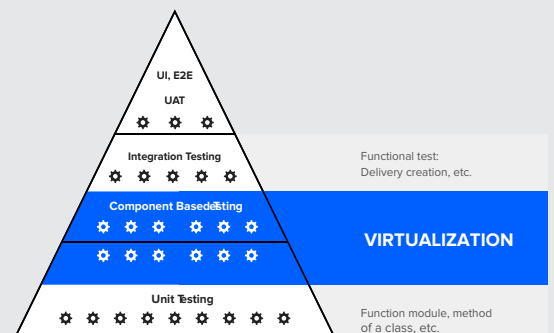 UI, E2E
UAT
Integration Testing
Functional test:
Delivery creation, etc.
Component Based Testing
VIRTUALIZATION
Unit Testing
Function module, method
of a class, etc.